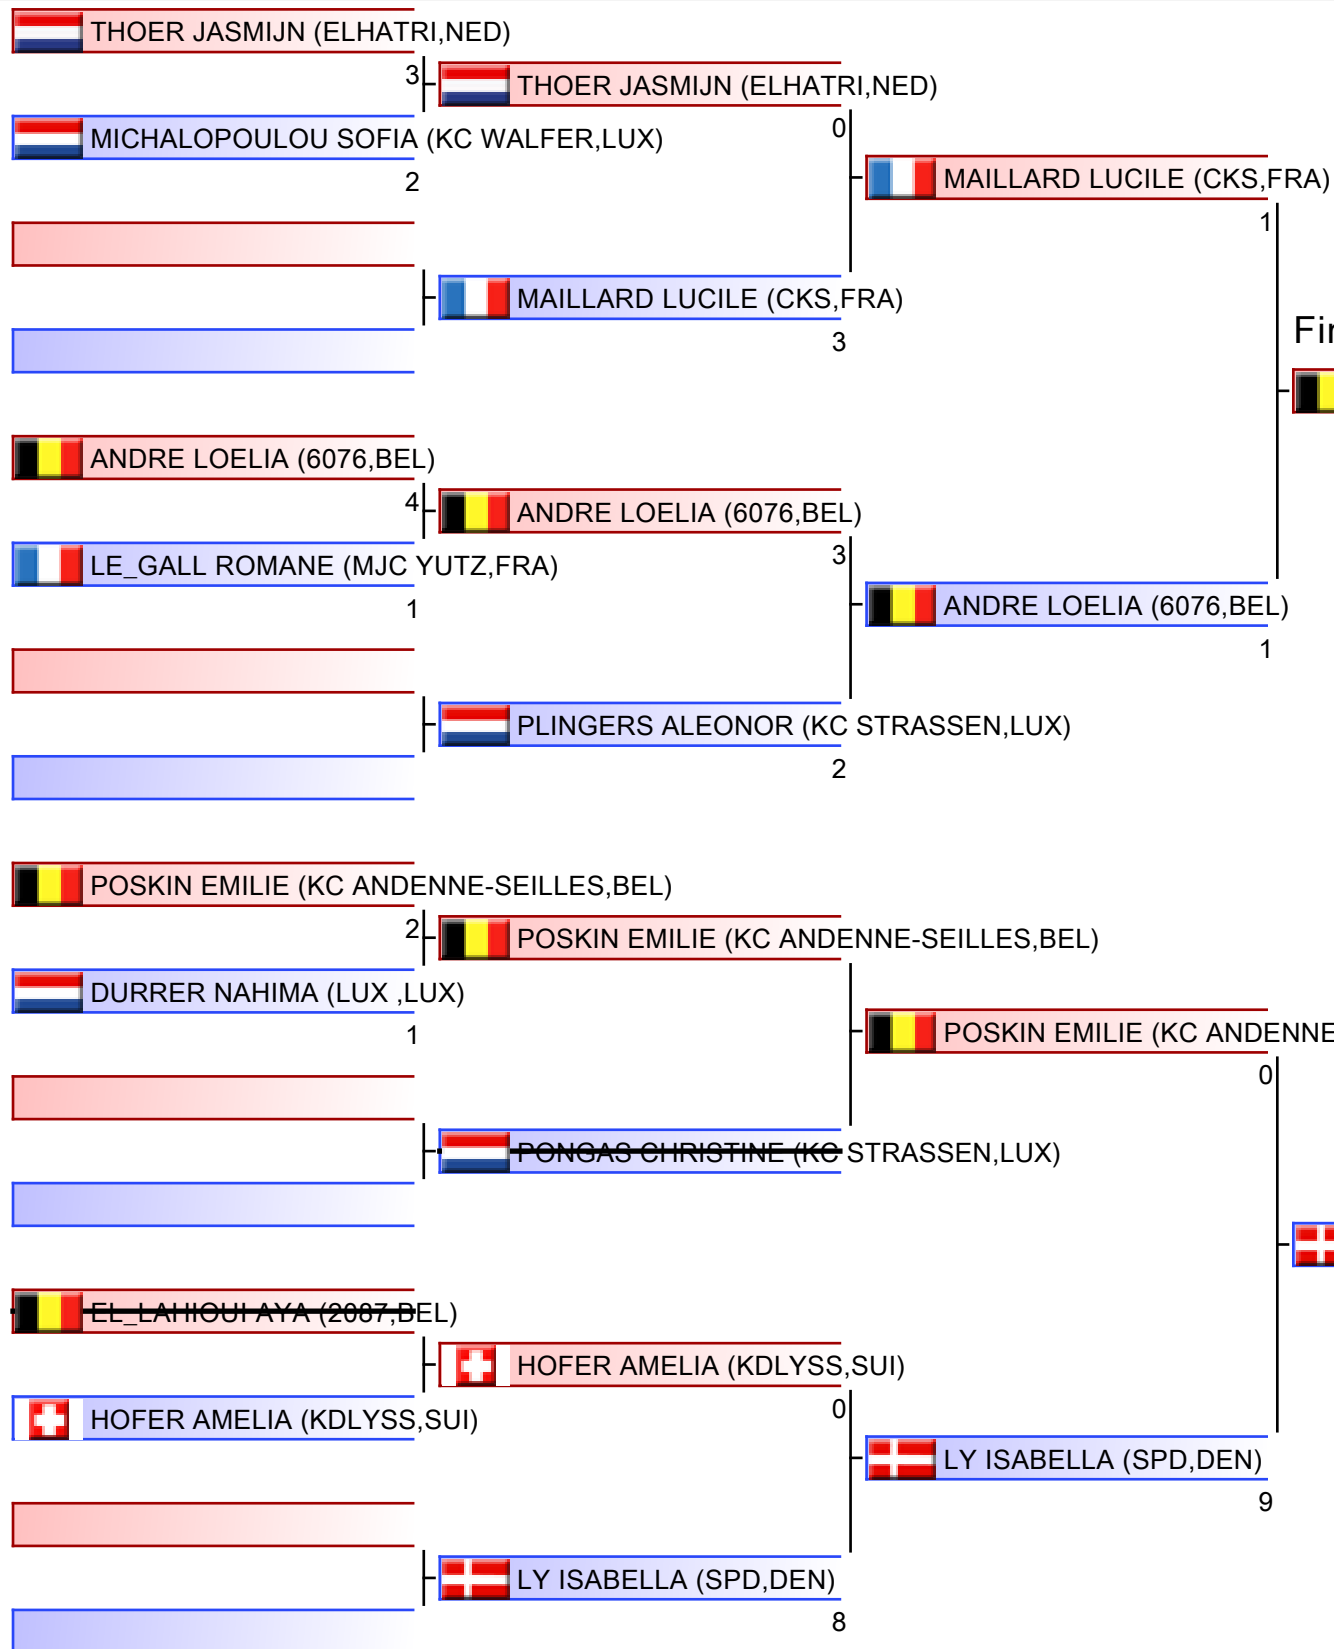 THOER JASMIJN (ELHATRI,NED)
3
THOER JASMIJN (ELHATRI,NED)
0
MICHALOPOULOU SOFIA (KC WALFER,LUX)
2
MAILLARD LUCILE (CKS,FRA)
1
MAILLARD LUCILE (CKS,FRA)
3
ANDRE LOELIA (6076,BEL)
4
ANDRE LOELIA (6076,BEL)
3
LE_GALL ROMANE (MJC YUTZ,FRA)
1
ANDRE LOELIA (6076,BEL)
1
PLINGERS ALEONOR (KC STRASSEN,LUX)
2
POSKIN EMILIE (KC ANDENNE-SEILLES,BEL)
2
POSKIN EMILIE (KC ANDENNE-SEILLES,BEL)
DURRER NAHIMA (LUX ,LUX)
1
POSKIN EMILIE (KC ANDENNE
0
PONGAS CHRISTINE (KC STRASSEN,LUX)
EL_LAHIOUI AYA (2087,BEL)
HOFER AMELIA (KDLYSS,SUI)
0
HOFER AMELIA (KDLYSS,SUI)
LY ISABELLA (SPD,DEN)
9
LY ISABELLA (SPD,DEN)
8